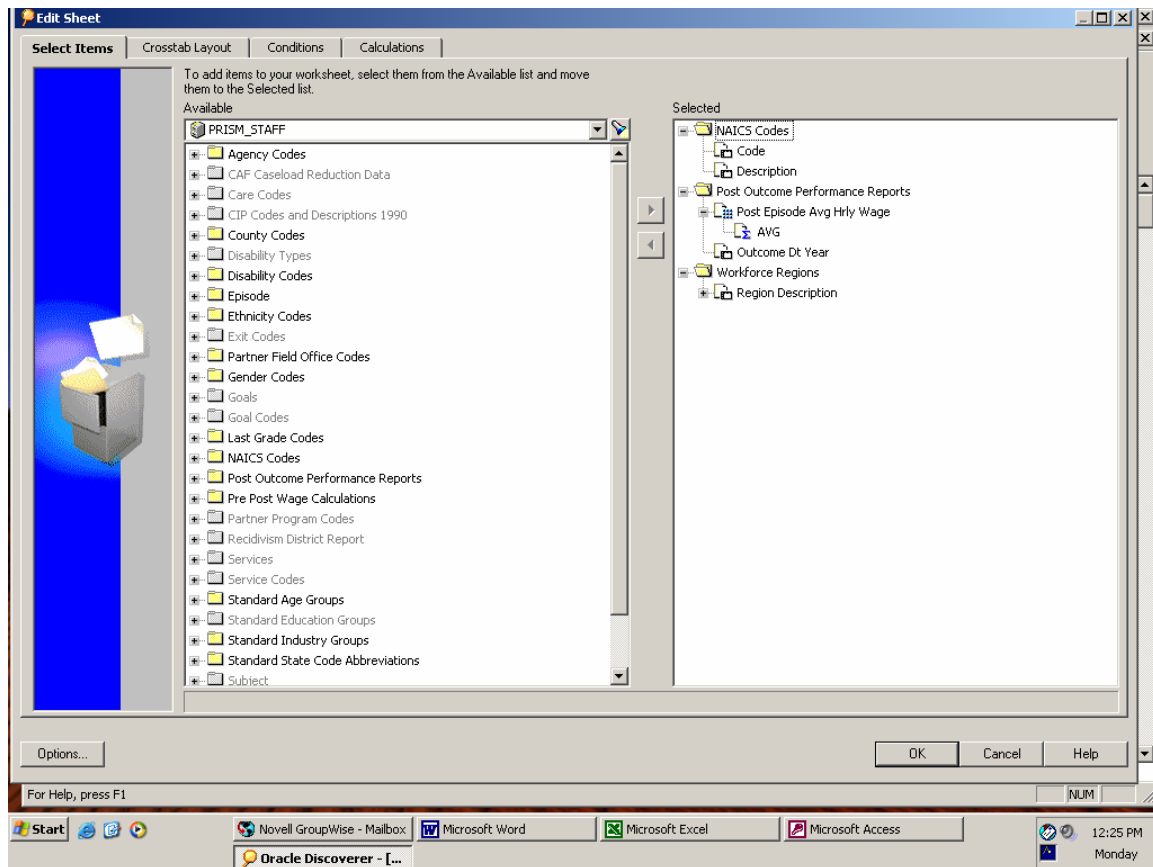 Edit Sheet
Select Items
Crosstab Layout
Conditions
Calculations
To add items to your worksheet, select them from the Available list and move
them to the Selected list.
Available
Selected
PRISM_STAFF
Agency Codes
CAF Caseload Reduction Data
Care Codes
CIP Codes and Descriptions 1990
County Codes
Disability Types
Disability Codes
Episode
Ethnicity Codes
Exit Codes
Partner Field Office Codes
Gender Codes
Goals
Goal Codes
Last Grade Codes
NAICS Codes
Post Outcome Performance Reports
Pre Post Wage Calculations
Partner Program Codes
Recidivism District Report
Services
Service Codes
Standard Age Groups
Standard Education Groups
Standard Industry Groups
Standard State Code Abbreviations
Subject
NAICS Codes
Code
Description
Post Outcome Performance Reports
Post Episode Avg Hrly Wage
AVG
Outcome Dt Year
Workforce Regions
Region Description
Options...
OK
Cancel
Help
For Help, press F1
NUM
Start
Novell GroupWise - Mailbox
Microsoft Word
Microsoft Excel
Microsoft Access
12:25 PM
Oracle Discoverer - [...
Monday